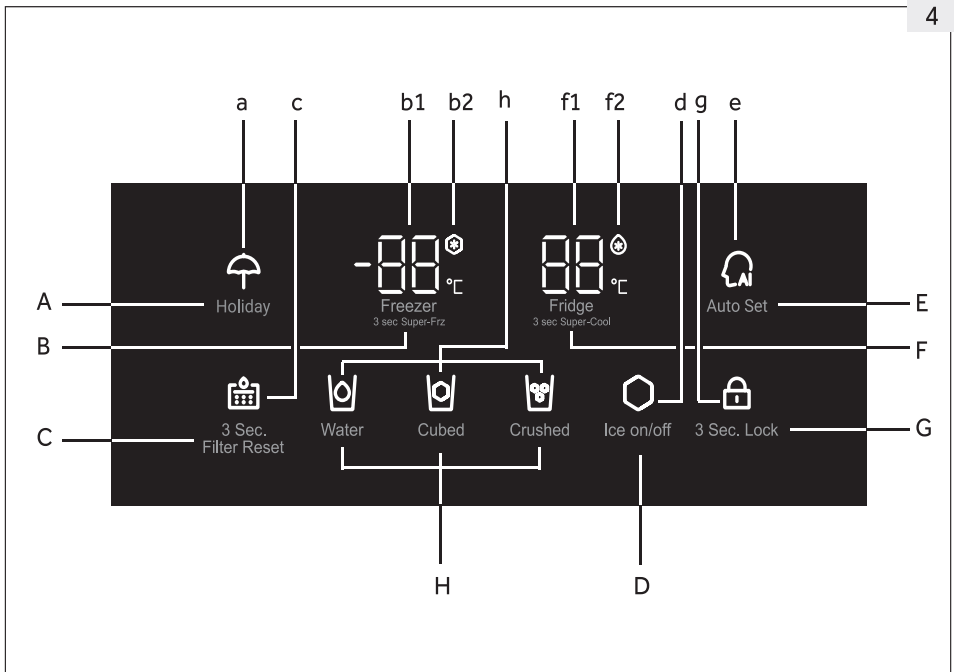 4
a c b1 b2 h f1 f2 d g e
-88 °C 88 °C
Ai
A Holiday Freezer Fridge Auto Set E
3 sec Super-Frz 3 sec Super-Cool
B F
3 Sec. Water Cubed Crushed Ice on/off 3 Sec. Lock G
C Filter Reset
H D